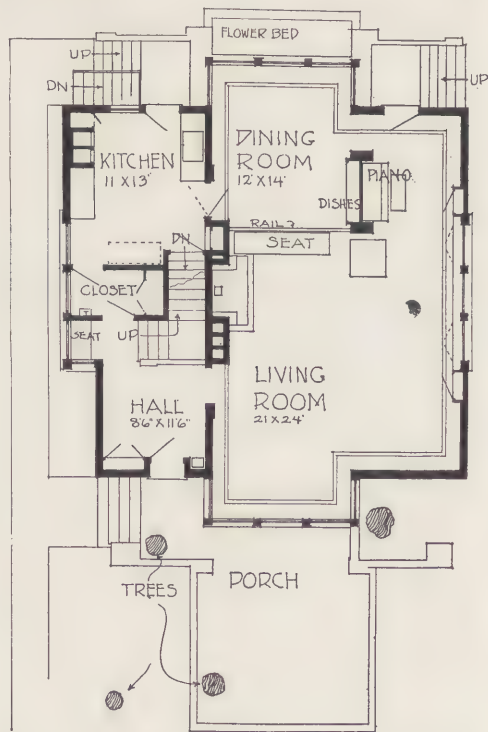 FLOWER BED
UP
DN
UP
KITCHEN
11 X 13'
DINING
ROOM
12' X 14'
DISHES
PIANO
RAIL
SEAT
DN
CLOSET
SEAT
UP
LIVING
ROOM
21 X 24'
HALL
8'6" X 11'6"
PORCH
TREES